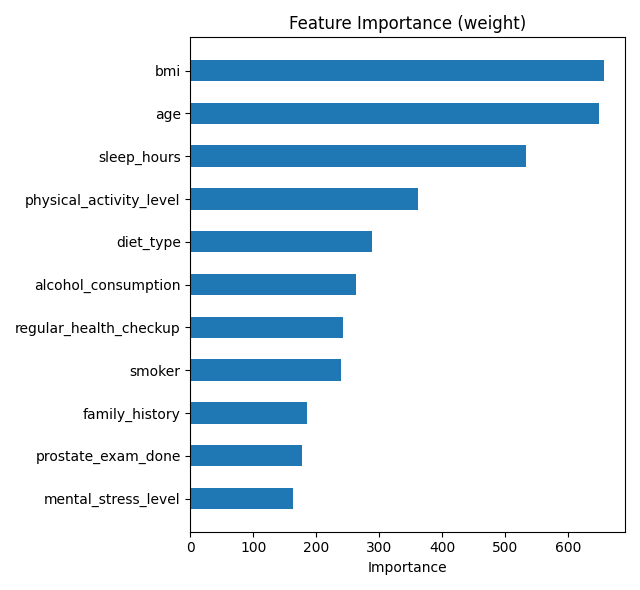 Feature Importance (weight)
bmi
age
sleep_hours
physical_activity_level
diet_type
alcohol_consumption
regular_health_checkup
smoker
family_history
prostate_exam_done
mental_stress_level
0 100 200 300 400 500 600
Importance